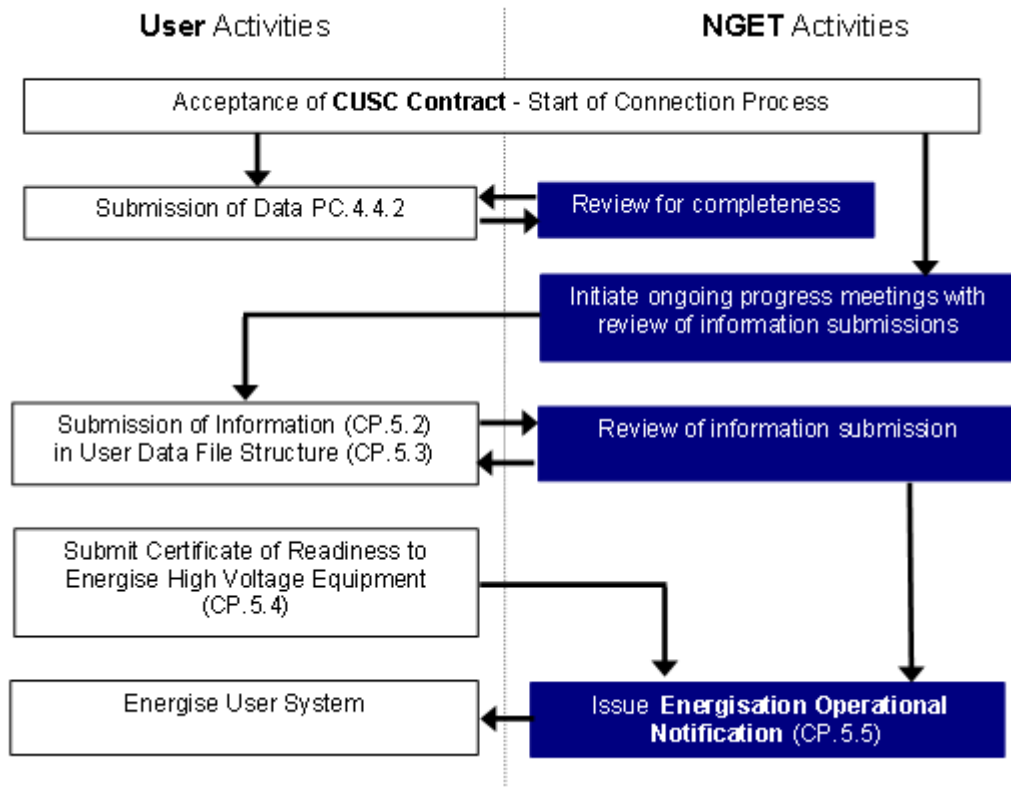 User Activities
NGET Activities
Acceptance of CUSC Contract - Start of Connection Process
Submission of Data PC.4.4.2
Review for completeness
Initiate ongoing progress meetings with
review of information submissions
Submission of Information (CP.5.2)
in User Data File Structure (CP.5.3)
Review of information submission
Submit Certificate of Readiness to
Energise High Voltage Equipment
(CP.5.4)
Energise User System
Issue Energisation Operational
Notification (CP.5.5)